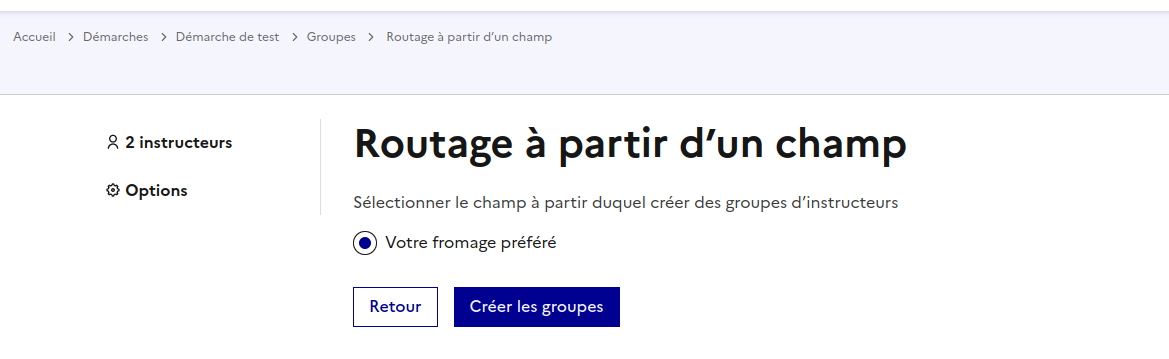 Accueil > Démarches > Démarche de test > Groupes > Routage à partir d’un champ
2 instructeurs
Options
Routage à partir d’un champ
Sélectionner le champ à partir duquel créer des groupes d’instructeurs
Votre fromage préféré
Retour
Créer les groupes